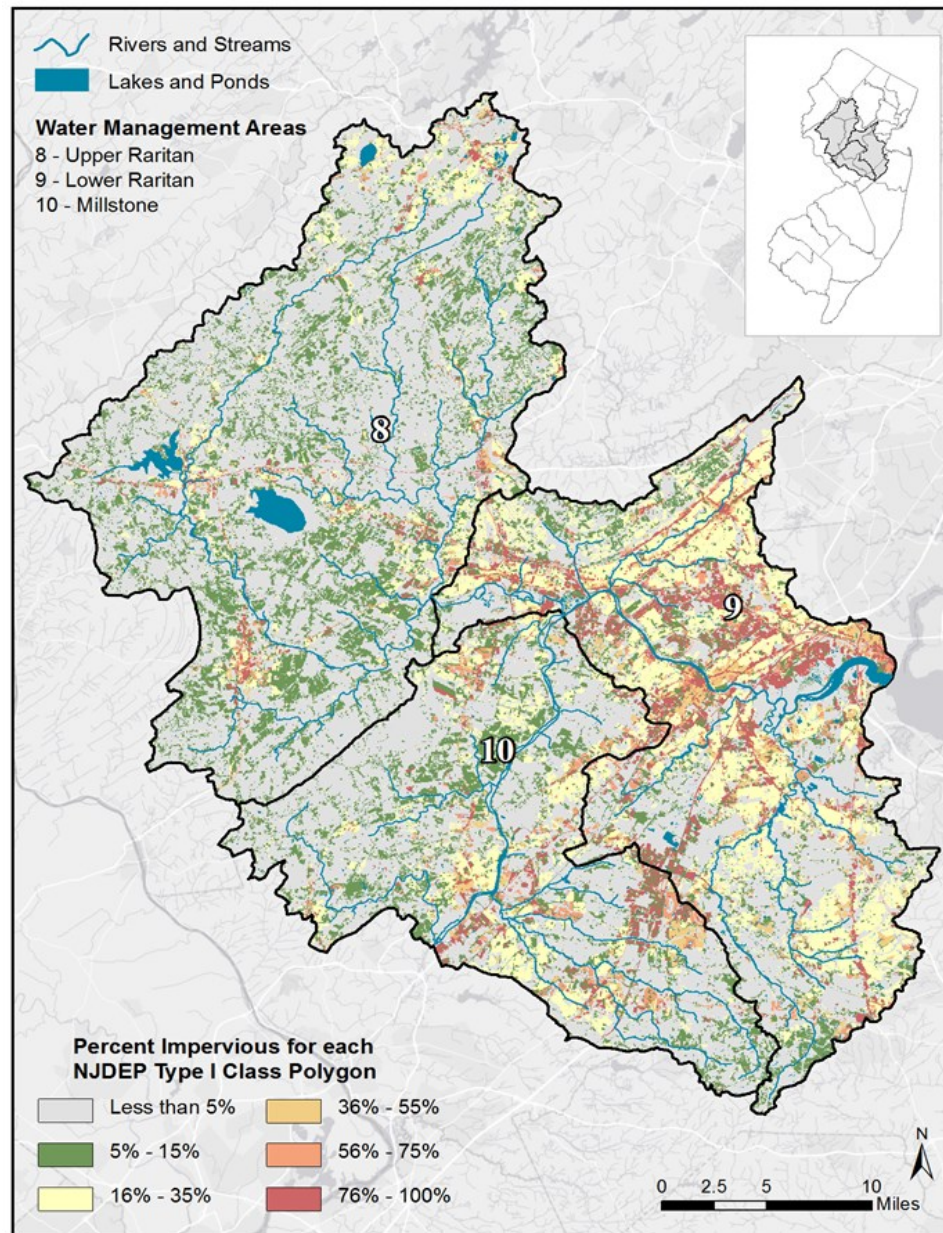 Rivers and Streams
Lakes and Ponds
Water Management Areas
8 - Upper Raritan
9 - Lower Raritan
10 - Millstone
8
9
10
Percent Impervious for each
NJDEP Type I Class Polygon
Less than 5%
36% - 55%
5% - 15%
56% - 75%
16% - 35%
76% - 100%
N
0 2.5 5 10
Miles